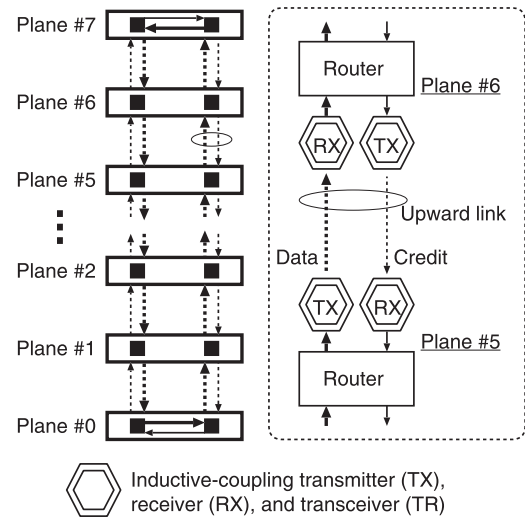 Plane #7
Plane #6
Plane #5
Plane #2
Plane #1
Plane #0
Router
Plane #6
RX
TX
Upward link
Data
Credit
TX
RX
Plane #5
Router
Inductive-coupling transmitter (TX),
receiver (RX), and transceiver (TR)